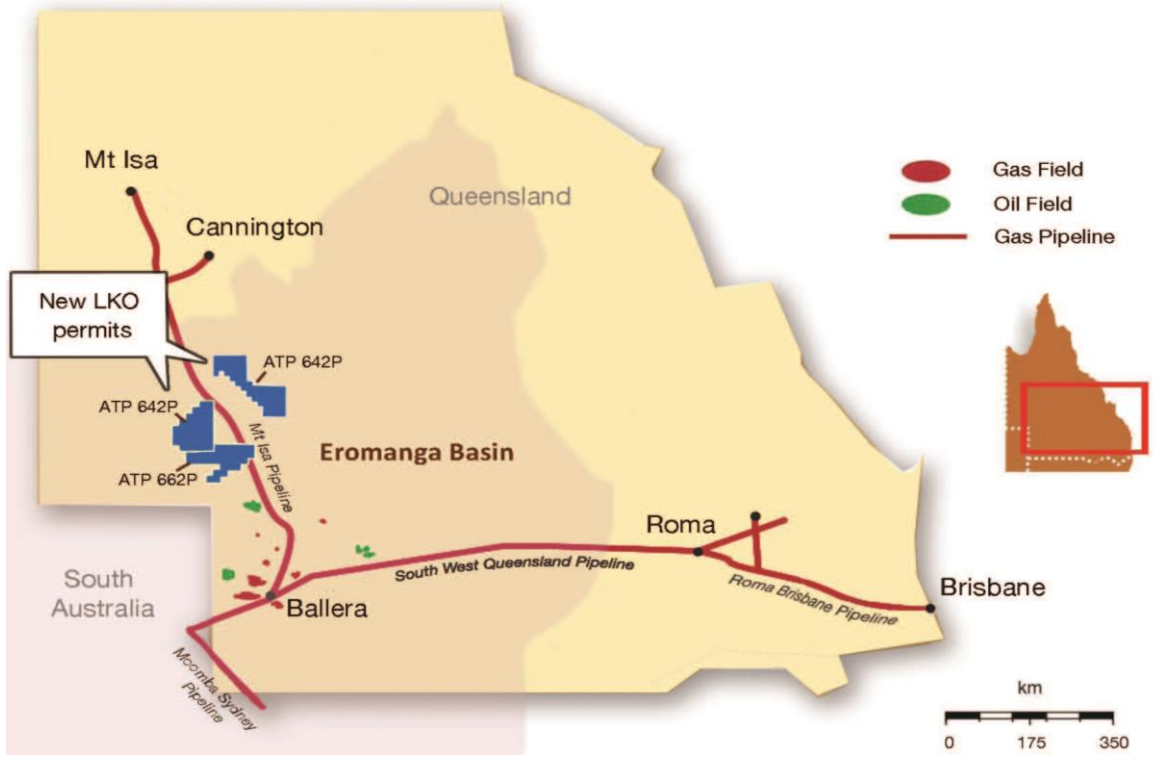 Mt Isa
Gas Field
Queensland
Oil Field
Cannington
Gas Pipeline
New LKO
permits
ATP 642P
ATP 642P
Mt Isa Pipeline
Eromanga Basin
ATP 662P
Roma
South West Queensland Pipeline
South
Australia
Roma Brisbane Pipeline
Brisbane
Ballera
Moomba Sydney
Pipeline
km
0 175 350